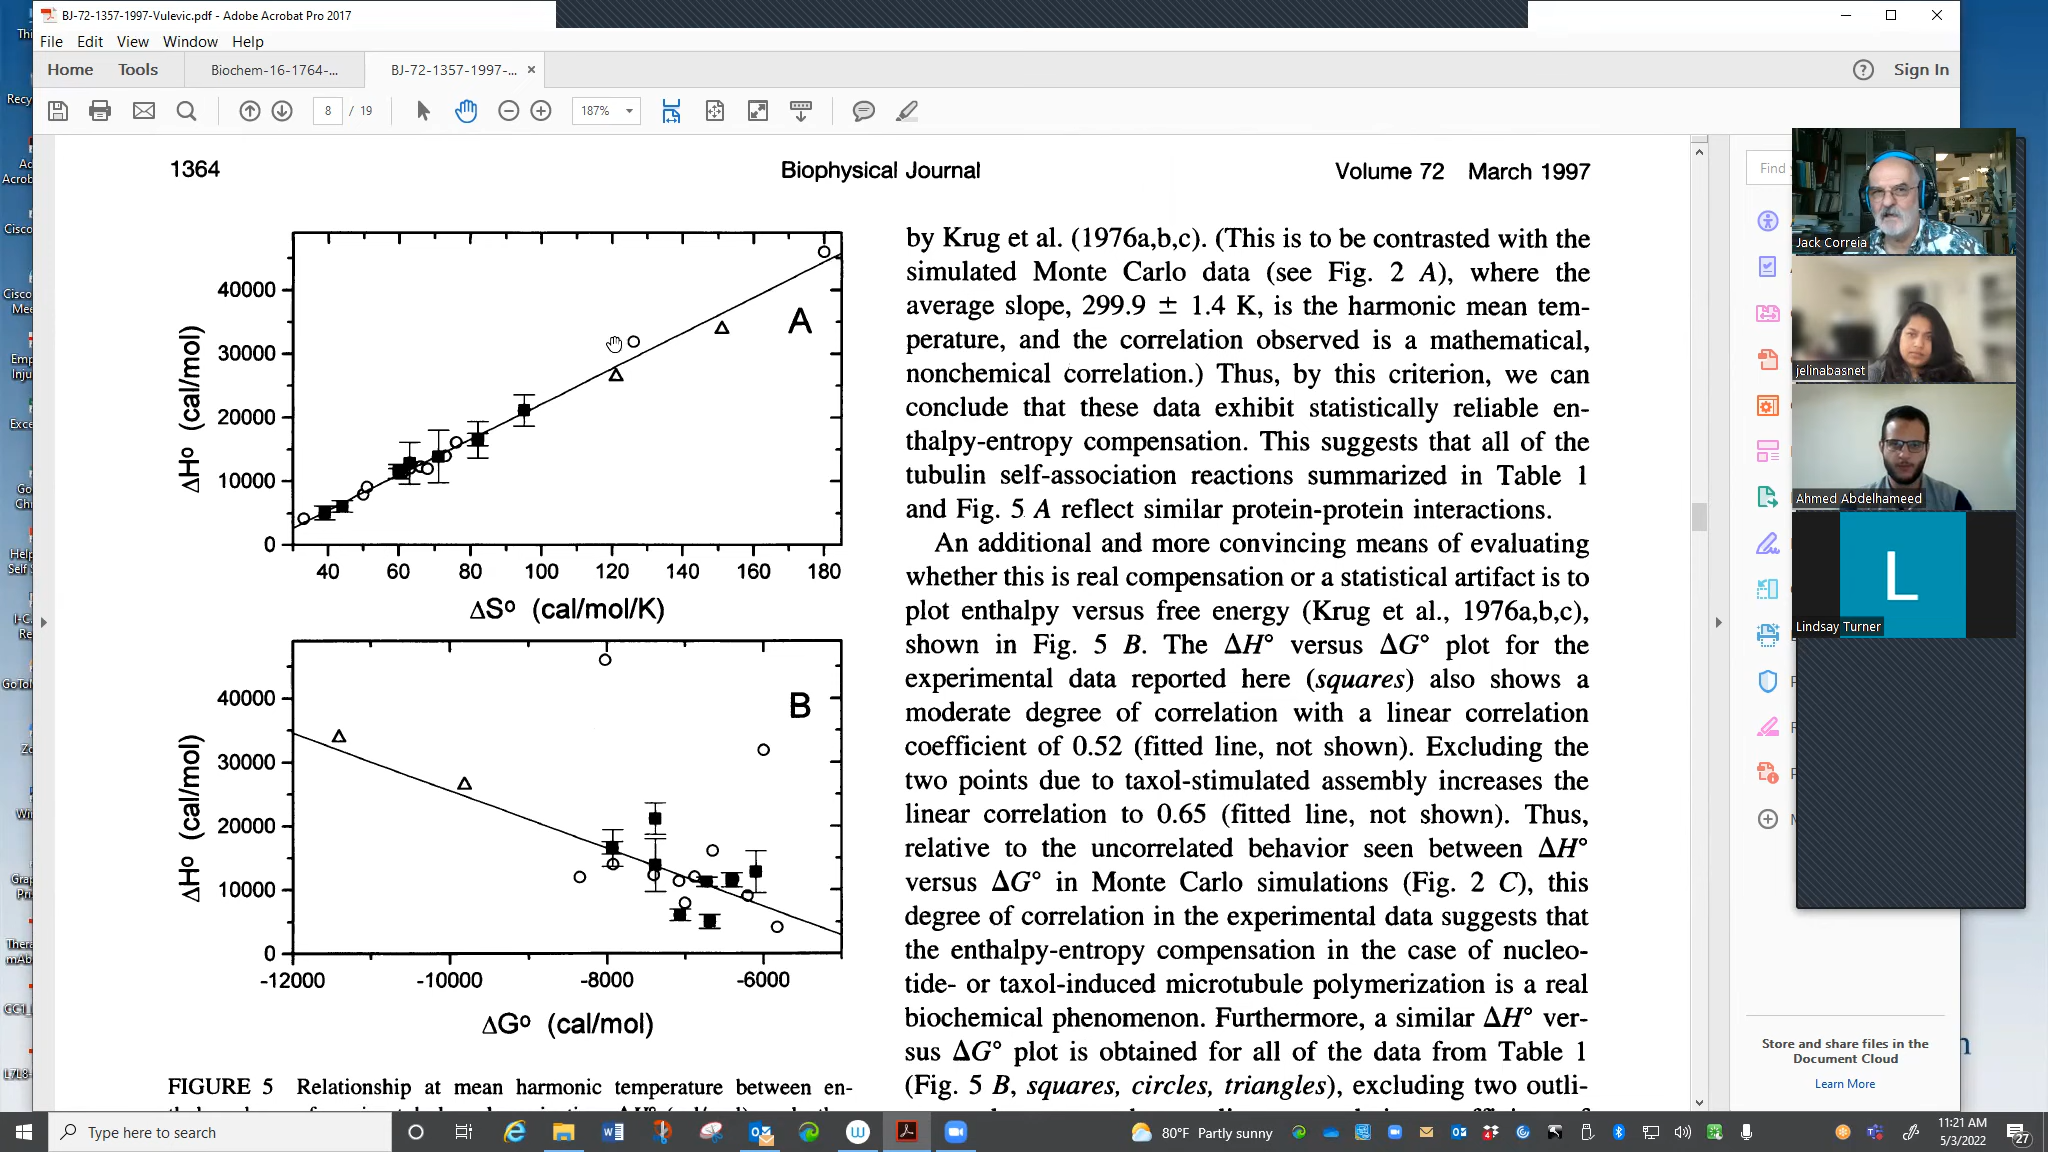 BJ-72-1357-1997-Vulevic.pdf - Adobe Acrobat Pro 2017
File Edit View Window Help
Home Tools Biochem-16-1764-... BJ-72-1357-1997-... × Sign In
8 / 19 187%
1364 Biophysical Journal Volume 72 March 1997
A
40000
30000
20000
10000
0
ΔHº (cal/mol)
40 60 80 100 120 140 160 180
ΔSº (cal/mol/K)
B
40000
30000
20000
10000
0
ΔHº (cal/mol)
-12000 -10000 -8000 -6000
ΔGº (cal/mol)
FIGURE 5 Relationship at mean harmonic temperature between en-
by Krug et al. (1976a,b,c). (This is to be contrasted with the
simulated Monte Carlo data (see Fig. 2 A), where the
average slope, 299.9 ± 1.4 K, is the harmonic mean tem-
perature, and the correlation observed is a mathematical,
nonchemical correlation.) Thus, by this criterion, we can
conclude that these data exhibit statistically reliable en-
thalpy-entropy compensation. This suggests that all of the
tubulin self-association reactions summarized in Table 1
and Fig. 5 A reflect similar protein-protein interactions.
An additional and more convincing means of evaluating
whether this is real compensation or a statistical artifact is to
plot enthalpy versus free energy (Krug et al., 1976a,b,c),
shown in Fig. 5 B. The ΔH° versus ΔG° plot for the
experimental data reported here (squares) also shows a
moderate degree of correlation with a linear correlation
coefficient of 0.52 (fitted line, not shown). Excluding the
two points due to taxol-stimulated assembly increases the
linear correlation to 0.65 (fitted line, not shown). Thus,
relative to the uncorrelated behavior seen between ΔH°
versus ΔG° in Monte Carlo simulations (Fig. 2 C), this
degree of correlation in the experimental data suggests that
the enthalpy-entropy compensation in the case of nucleo-
tide- or taxol-induced microtubule polymerization is a real
biochemical phenomenon. Furthermore, a similar ΔH° ver-
sus ΔG° plot is obtained for all of the data from Table 1
(Fig. 5 B, squares, circles, triangles), excluding two outli-
Find
Store and share files in the
Document Cloud
Learn More
Jack Correia
jelinabasnet
Ahmed Abdelhameed
L
Lindsay Turner
Type here to search
80°F Partly sunny
11:21 AM
5/3/2022
27